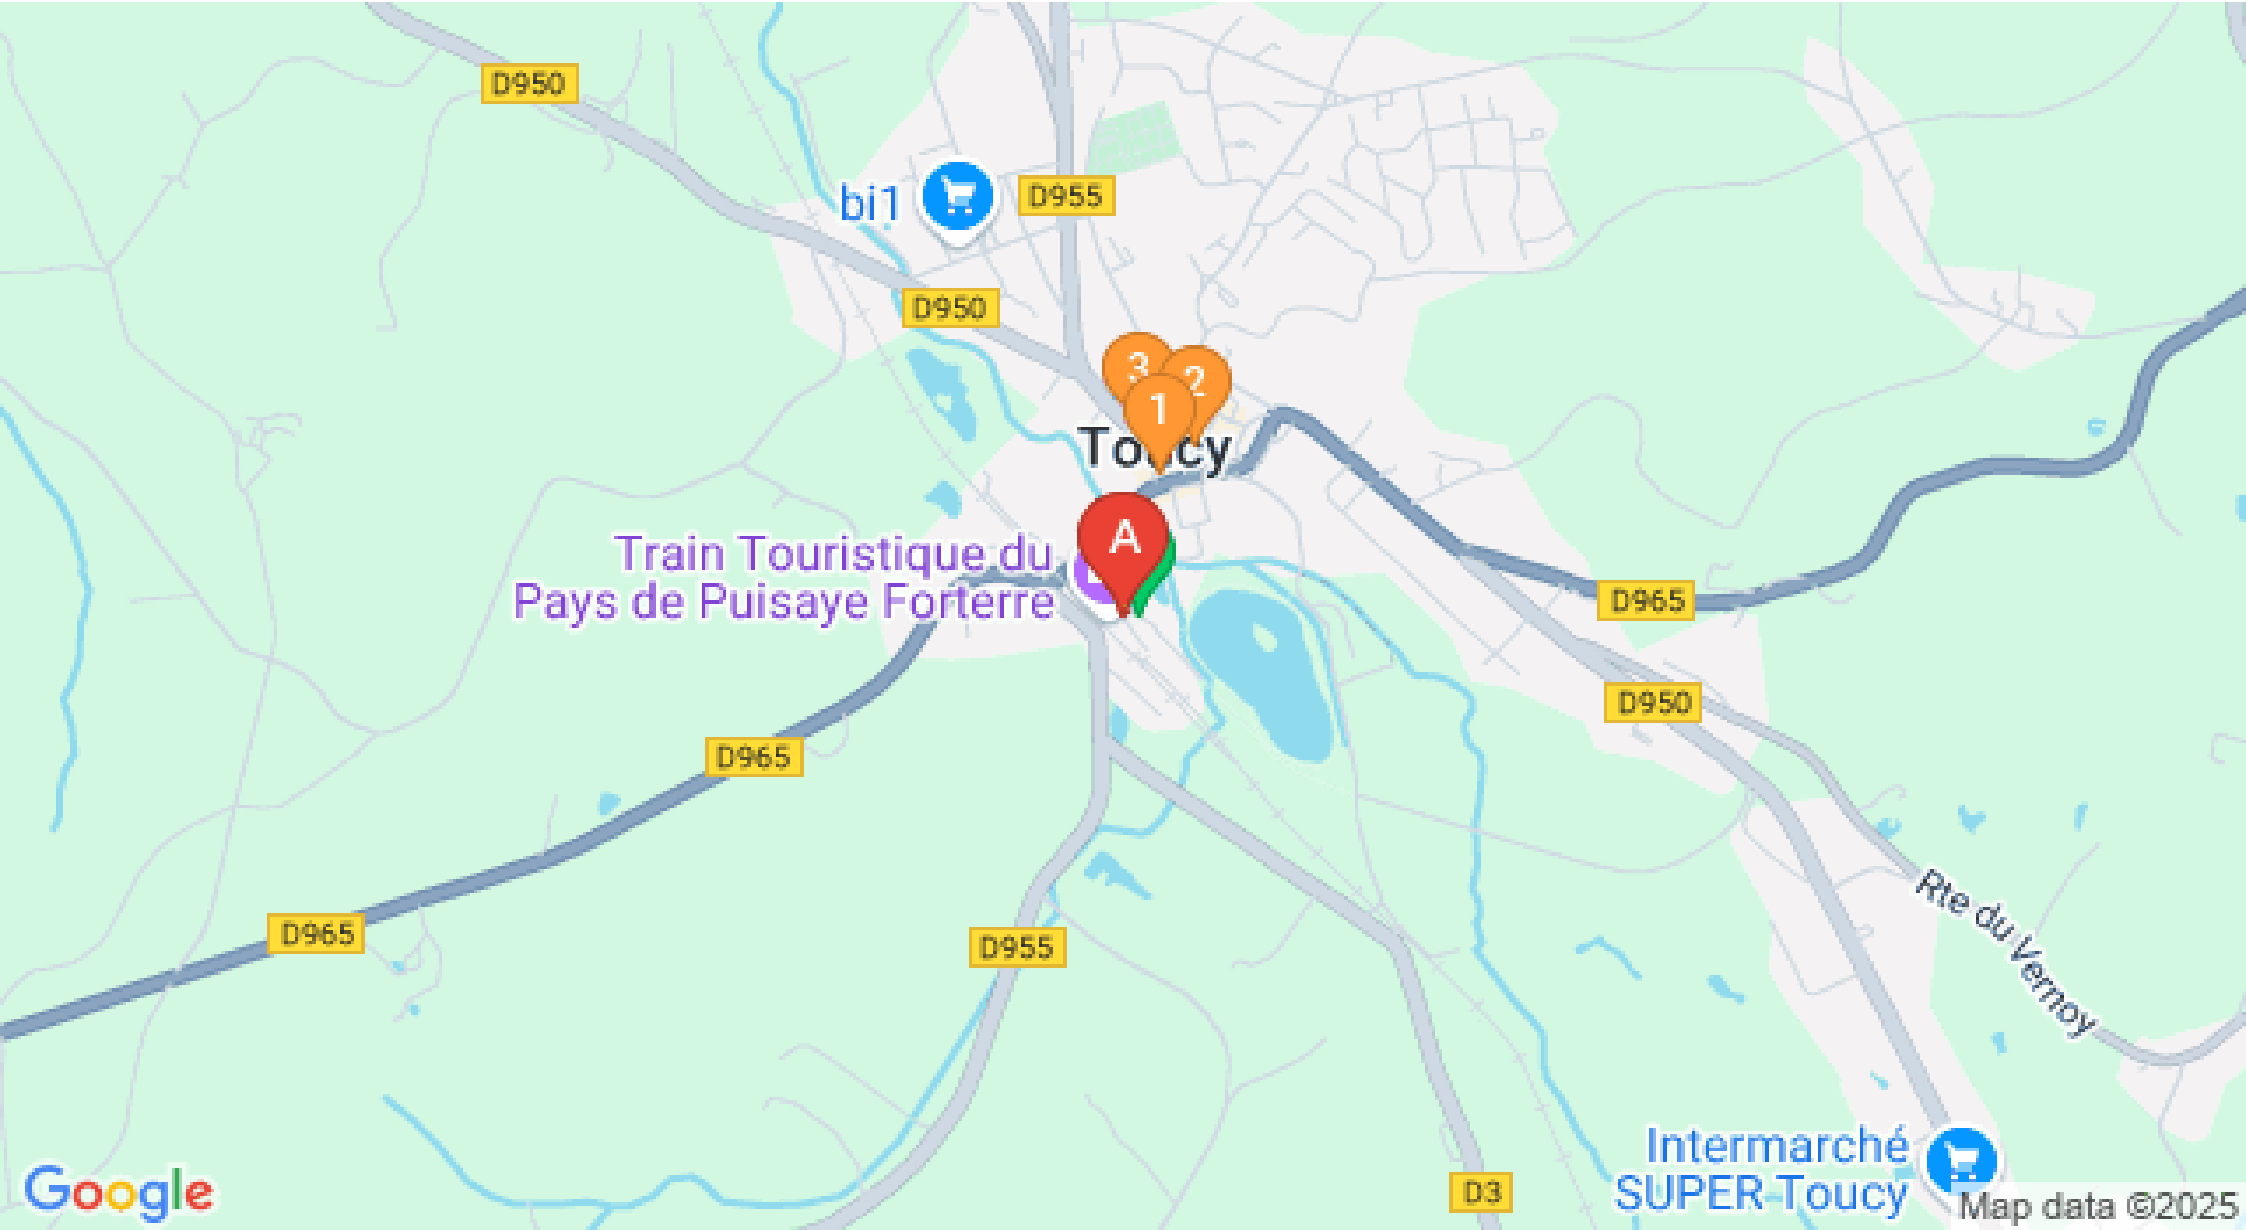 D950
bi1
D955
D950
3
2
1
Toucy
A
Train Touristique du
Pays de Puisaye Forterre
D965
D950
D965
D965
D955
Rte du Vernoy
Intermarché
SUPER Toucy
D3
Google
Map data ©2025